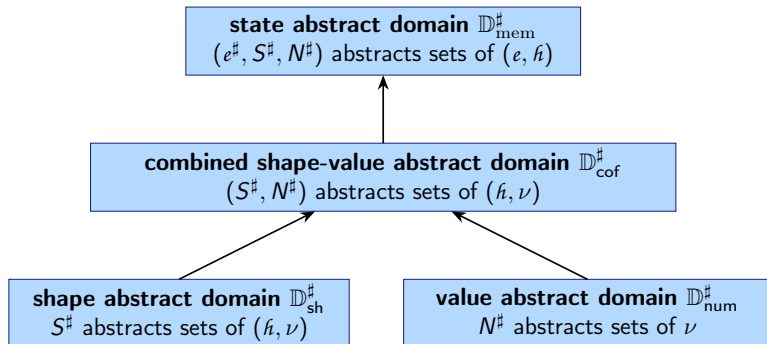 state abstract domain 𝔻♯mem
(e♯, S♯, N♯) abstracts sets of (e, h)
combined shape-value abstract domain 𝔻♯cof
(S♯, N♯) abstracts sets of (h, ν)
shape abstract domain 𝔻♯sh
S♯ abstracts sets of (h, ν)
value abstract domain 𝔻♯num
N♯ abstracts sets of ν